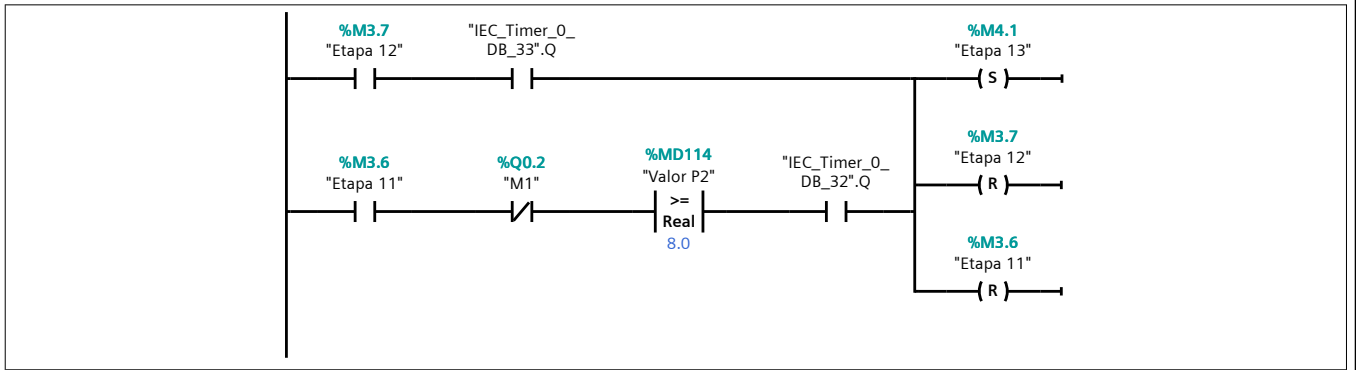 %M3.7
"Etapa 12"
"IEC_Timer_0_
DB_33".Q
%M4.1
"Etapa 13"
S
%M3.7
"Etapa 12"
R
%M3.6
"Etapa 11"
%Q0.2
"M1"
%MD114
"Valor P2"
>=
Real
8.0
"IEC_Timer_0_
DB_32".Q
%M3.6
"Etapa 11"
R